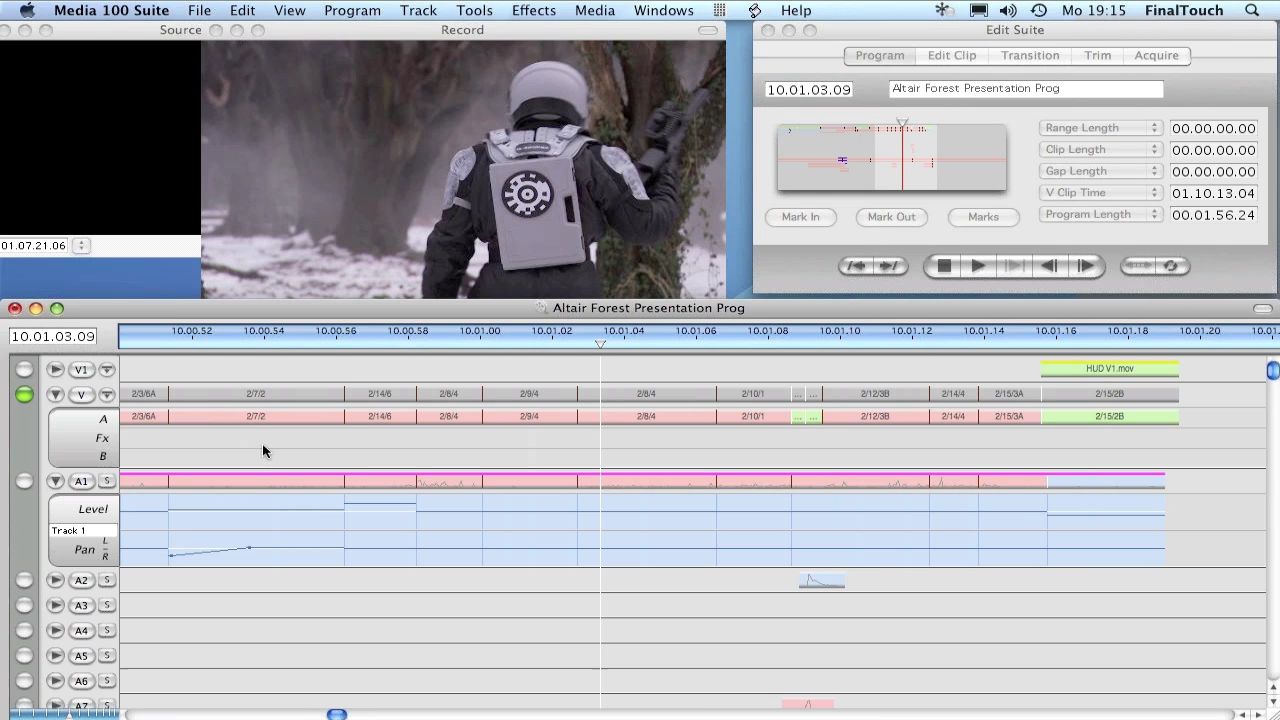 Media 100 Suite File Edit View Program Track Tools Effects Media Windows Help Mo 19:15 FinalTouch
Source Record
01.07.21.06
Edit Suite
Program Edit Clip Transition Trim Acquire
10.01.03.09 Altair Forest Presentation Prog
Range Length 00.00.00.00
Clip Length 00.00.00.00
Gap Length 00.00.00.00
V Clip Time 01.10.13.04
Program Length 00.01.56.24
Mark In Mark Out Marks
Altair Forest Presentation Prog
10.01.03.09 10.00.52 10.00.54 10.00.56 10.00.58 10.01.00 10.01.02 10.01.04 10.01.06 10.01.08 10.01.10 10.01.12 10.01.14 10.01.16 10.01.18 10.01.20 10.01.
V1 HUD V1.mov
V 2/3/6A 2/7/2 2/14/6 2/8/4 2/9/4 2/8/4 2/10/1 ... ... 2/12/3B 2/14/4 2/15/3A 2/15/2B
A 2/3/6A 2/7/2 2/14/6 2/8/4 2/9/4 2/8/4 2/10/1 ... ... 2/12/3B 2/14/4 2/15/3A 2/15/2B
Fx
B
A1 S
Level
Track 1
Pan L R
A2 S
A3 S
A4 S
A5 S
A6 S
A7 S